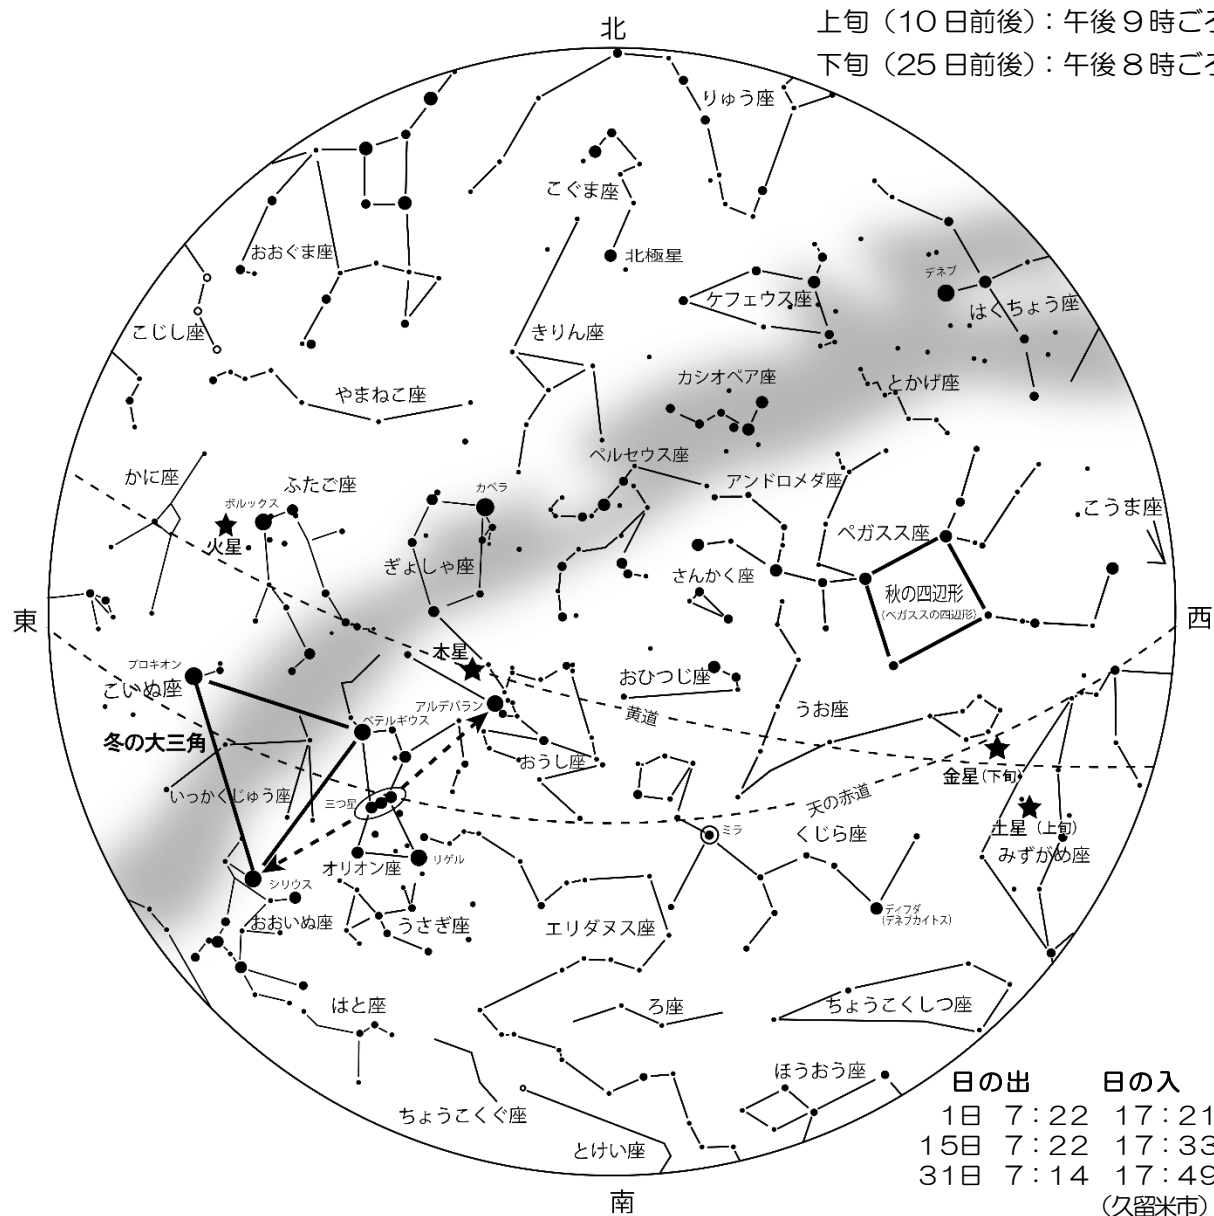 上旬（10日前後）：午後9時ごろ
下旬（25日前後）：午後8時ごろ
北
りゅう座
こぐま座
北極星
おおぐま座
デネブ
ケフェウス座
はくちょう座
こじし座
きりん座
カシオペア座
とかげ座
やまねこ座
ペルセウス座
アンドロメダ座
かに座
ふたご座
ポルックス
カペラ
こうま座
火星
ペガスス座
ぎょしゃ座
さんかく座
秋の四辺形
（ペガススの四辺形）
東
西
木星
プロキオン
こいぬ座
おひつじ座
アルデバラン
黄道
うお座
ベテルギウス
冬の大三角
おうし座
金星（下旬）
いっかくじゅう座
三つ星
天の赤道
土星（上旬）
ミラ
くじら座
みずがめ座
リゲル
オリオン座
シリウス
おおいぬ座
うさぎ座
エリダヌス座
ディフダ
（デネブカイトス）
はと座
ろ座
ちょうこくしつ座
ほうおう座
ちょうこくぐ座
とけい座
南
日の出 日の入
1日 7：22 17：21
15日 7：22 17：33
31日 7：14 17：49
（久留米市）